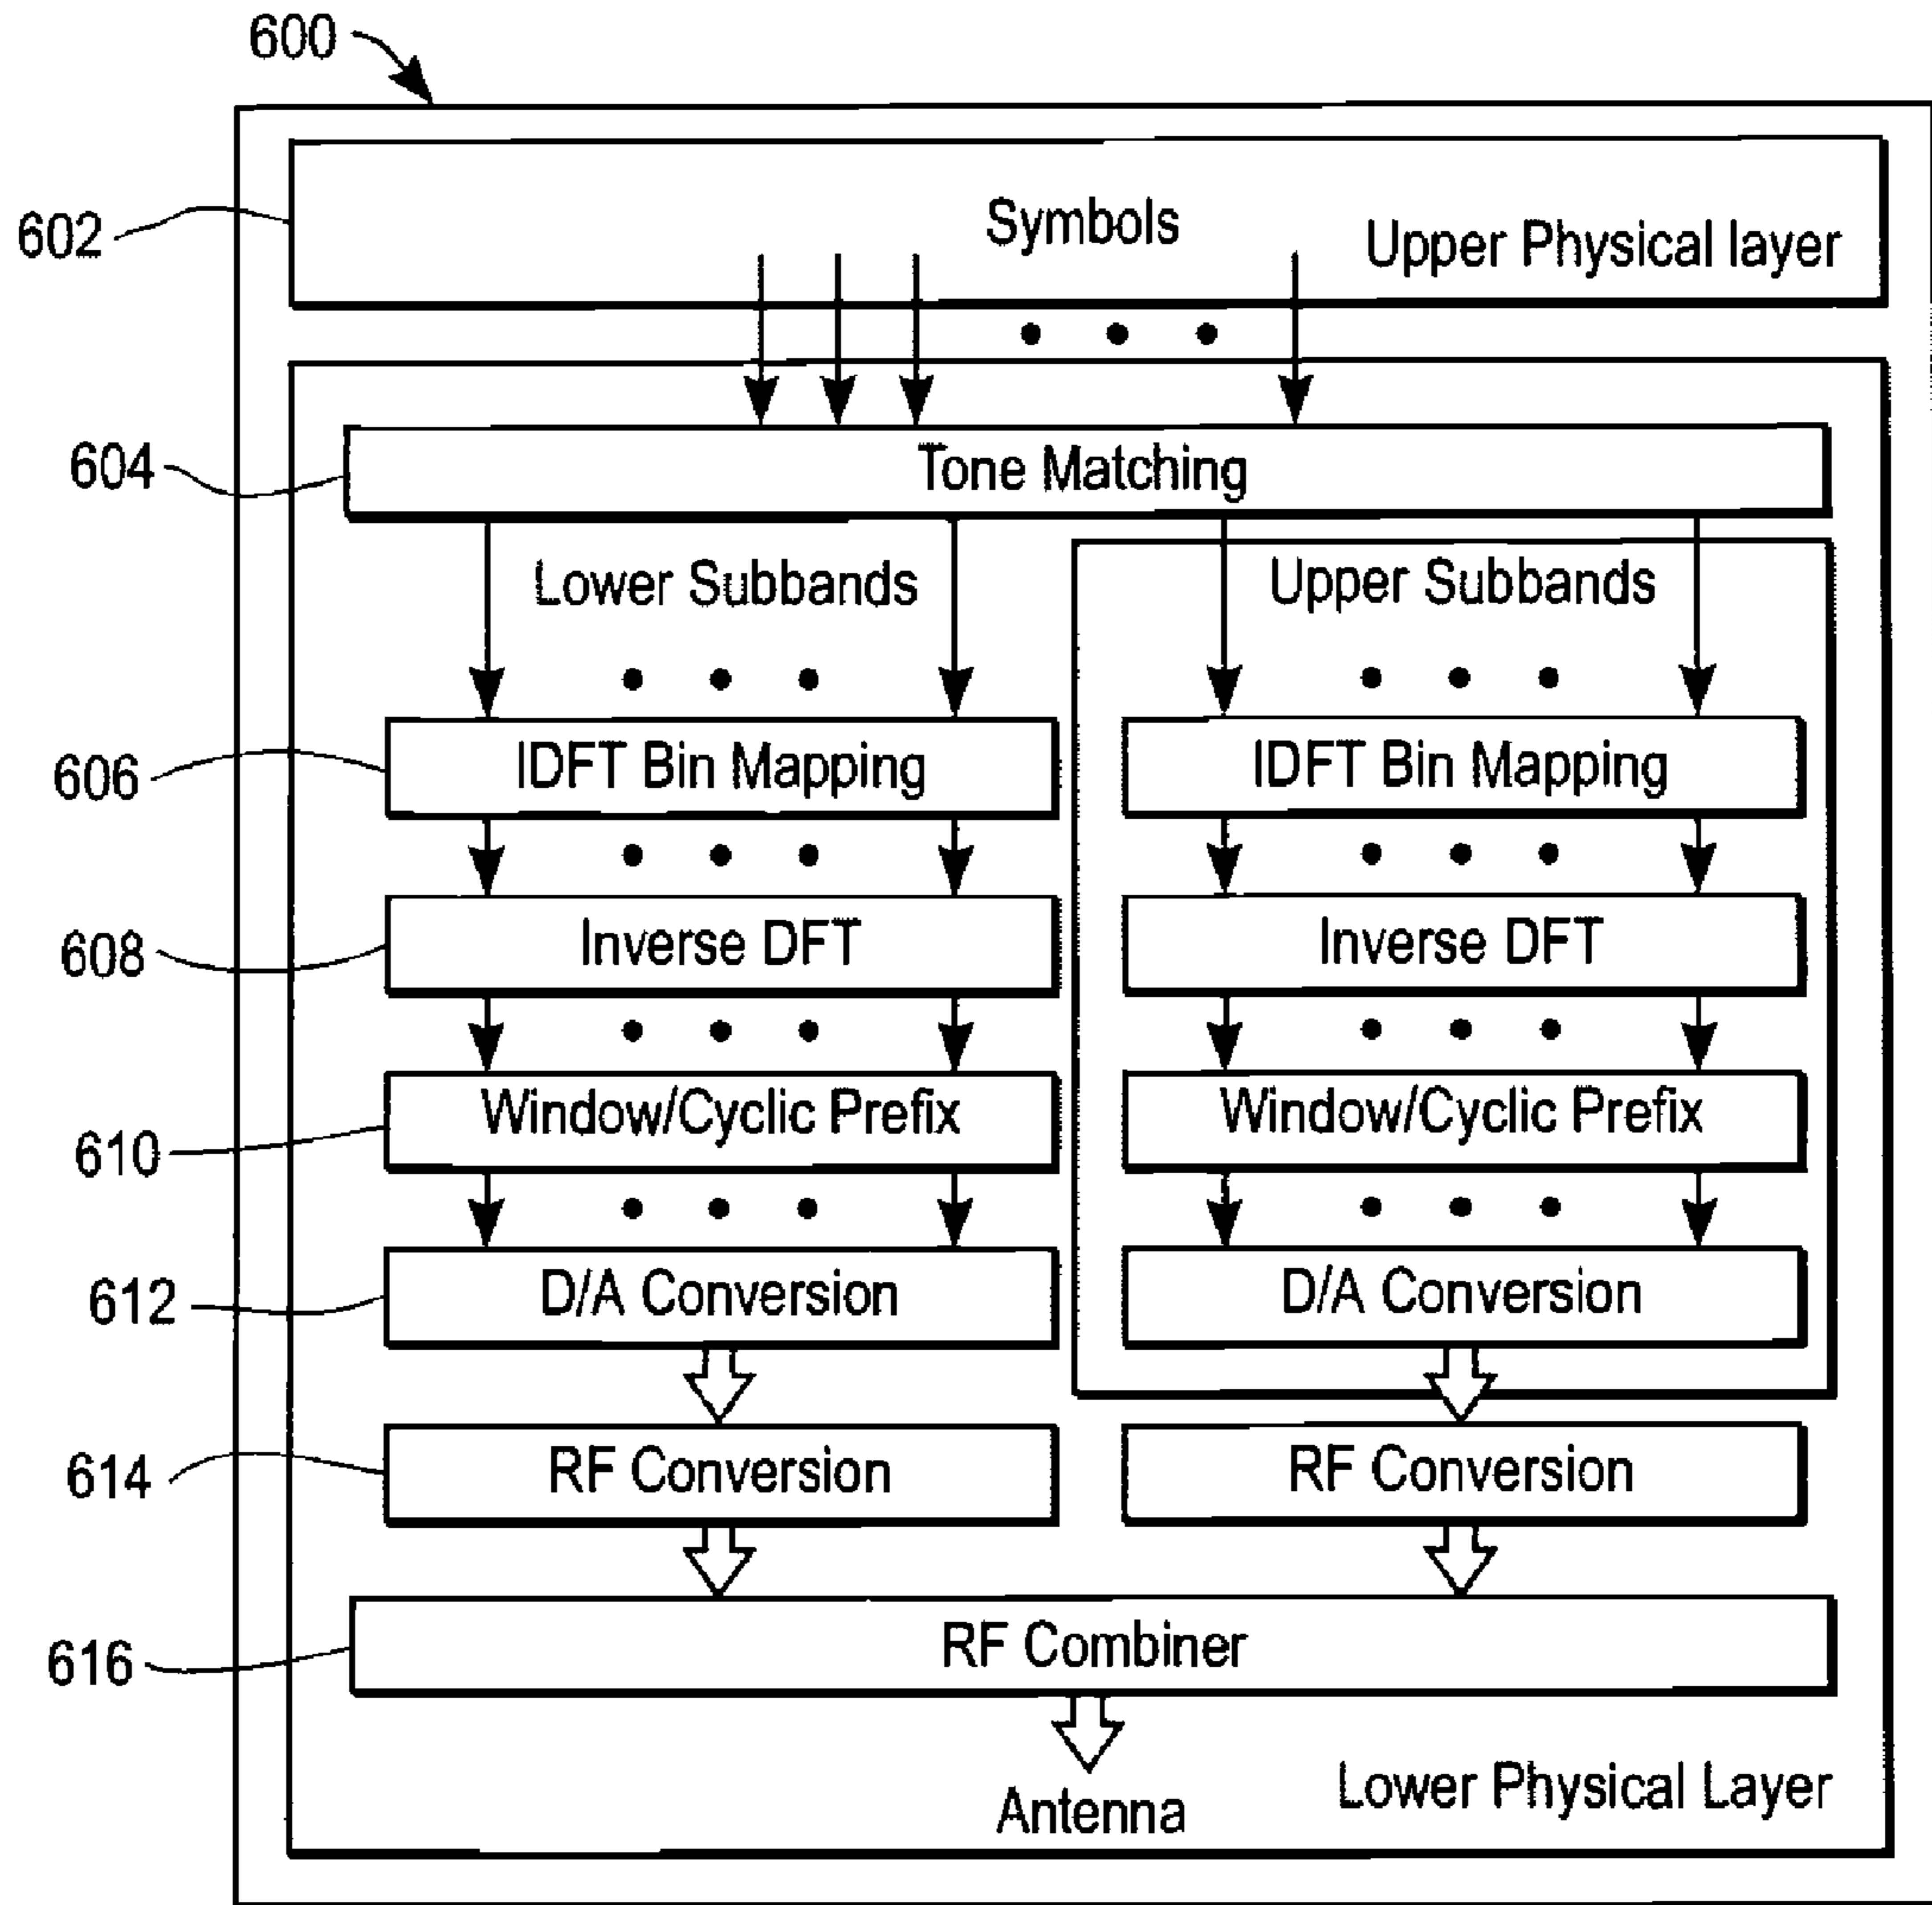 600
602
Symbols
Upper Physical layer
604
Tone Matching
Lower Subbands
Upper Subbands
606
IDFT Bin Mapping
IDFT Bin Mapping
608
Inverse DFT
Inverse DFT
610
Window/Cyclic Prefix
Window/Cyclic Prefix
612
D/A Conversion
D/A Conversion
614
RF Conversion
RF Conversion
616
RF Combiner
Antenna
Lower Physical Layer